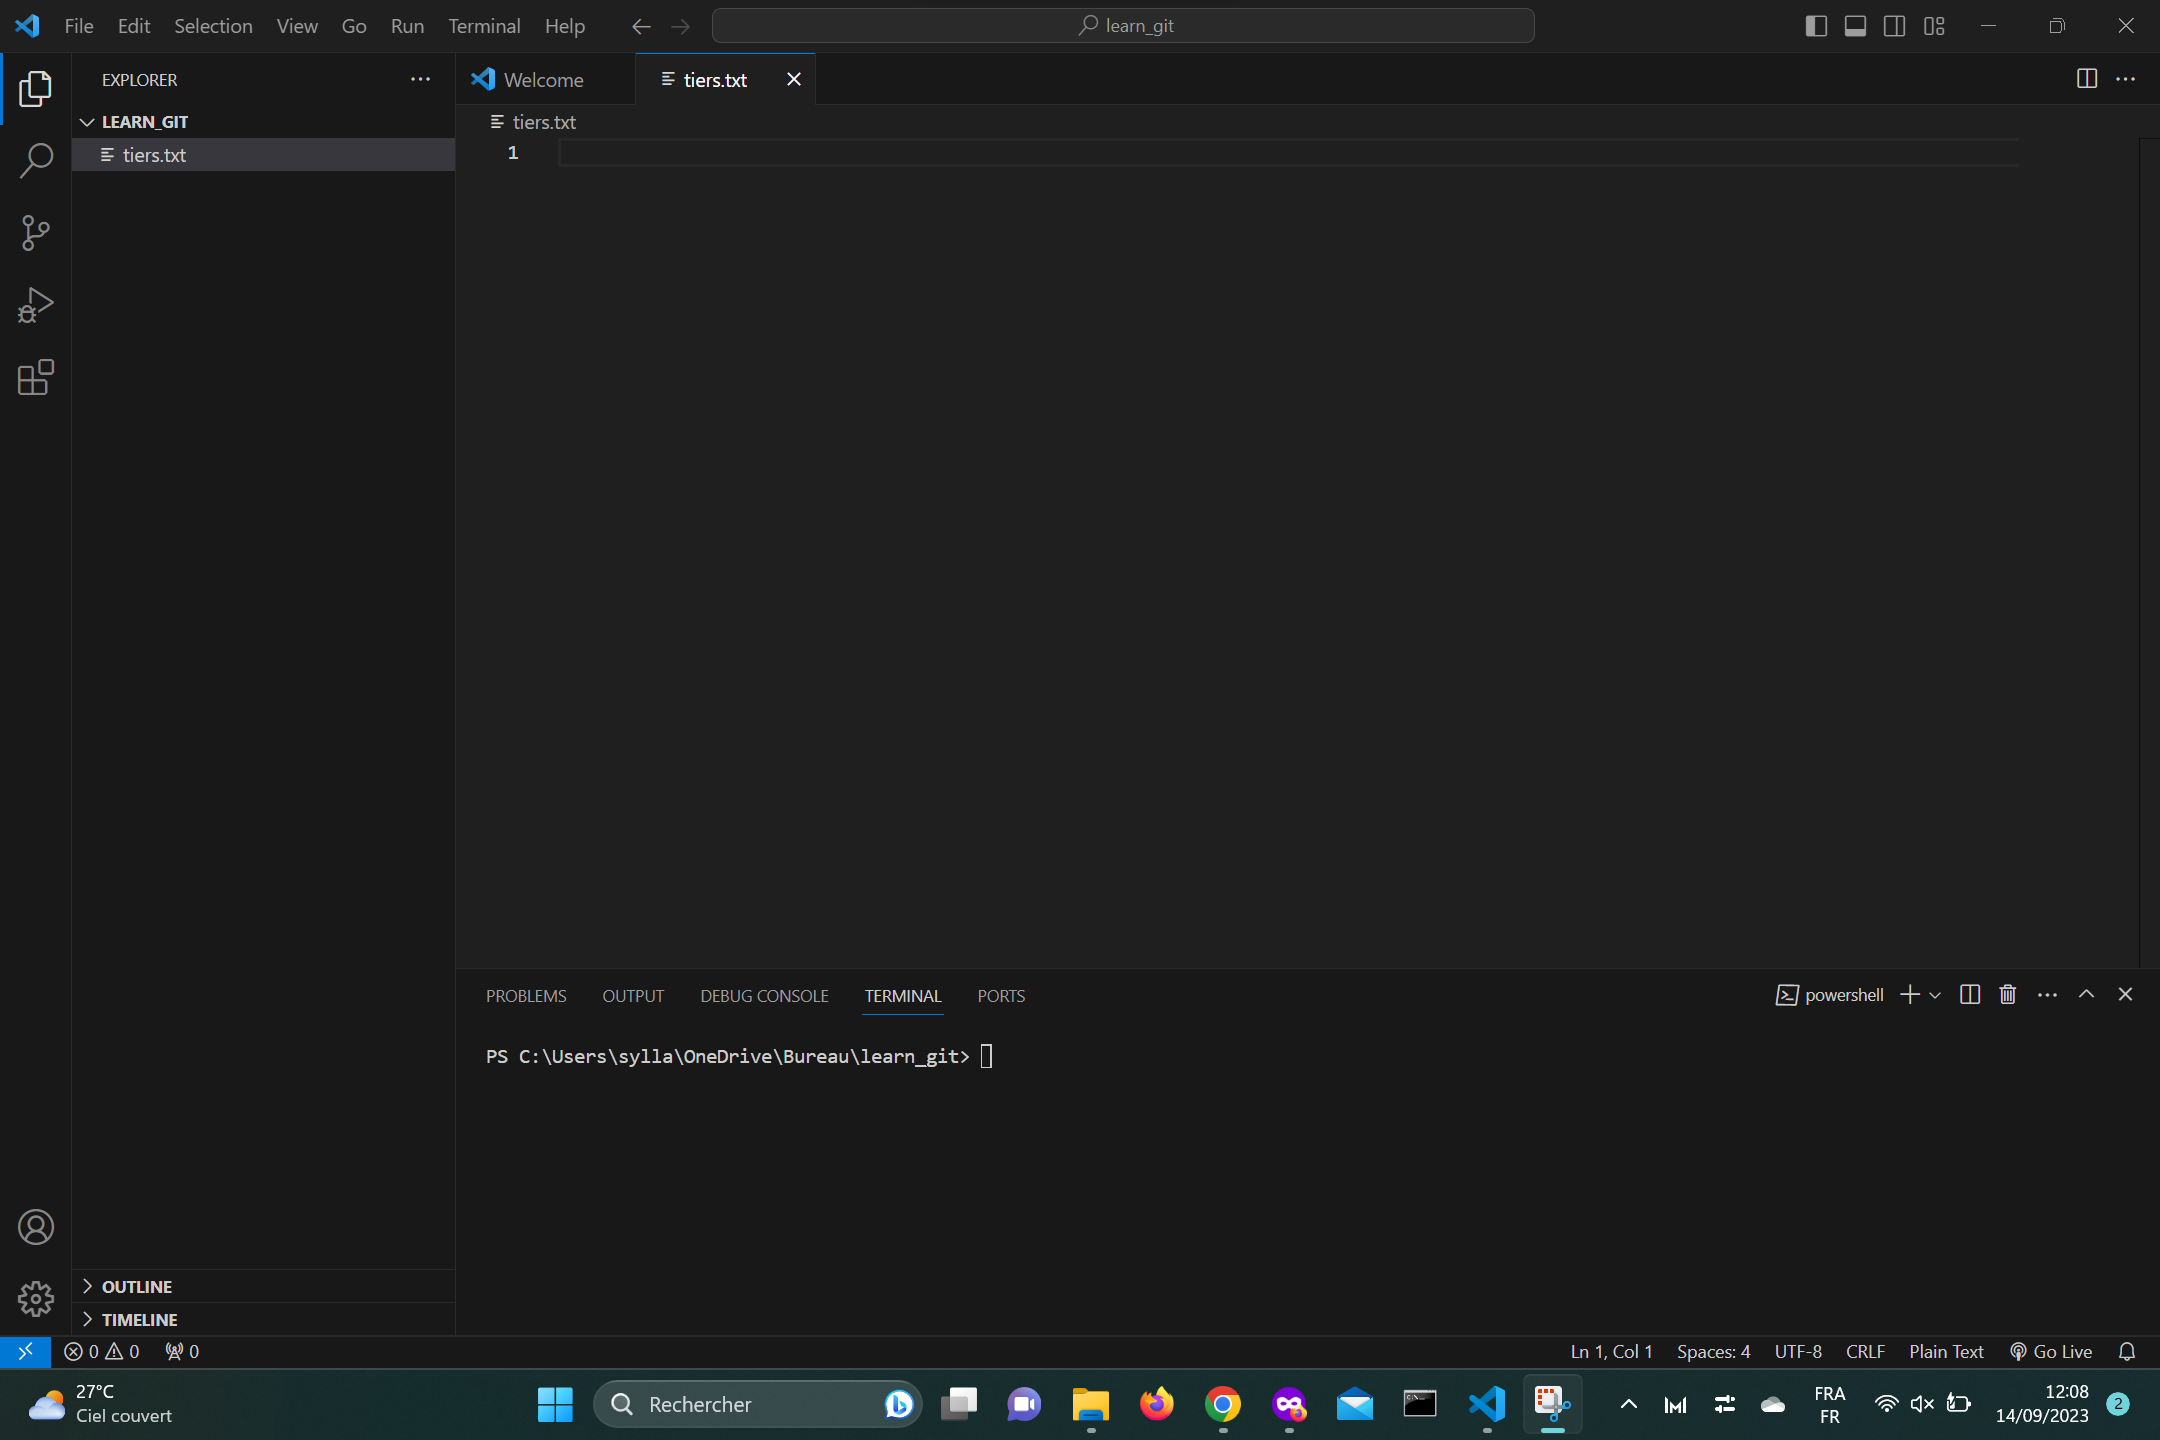 File Edit Selection View Go Run Terminal Help
learn_git
EXPLORER
LEARN_GIT
tiers.txt
Welcome
tiers.txt
tiers.txt
1
PROBLEMS OUTPUT DEBUG CONSOLE TERMINAL PORTS
powershell
PS C:\Users\sylla\OneDrive\Bureau\learn_git>
OUTLINE
TIMELINE
0 0 0
Ln 1, Col 1 Spaces: 4 UTF-8 CRLF Plain Text Go Live
27°C
Ciel couvert
Rechercher
FRA
FR
12:08
14/09/2023
2